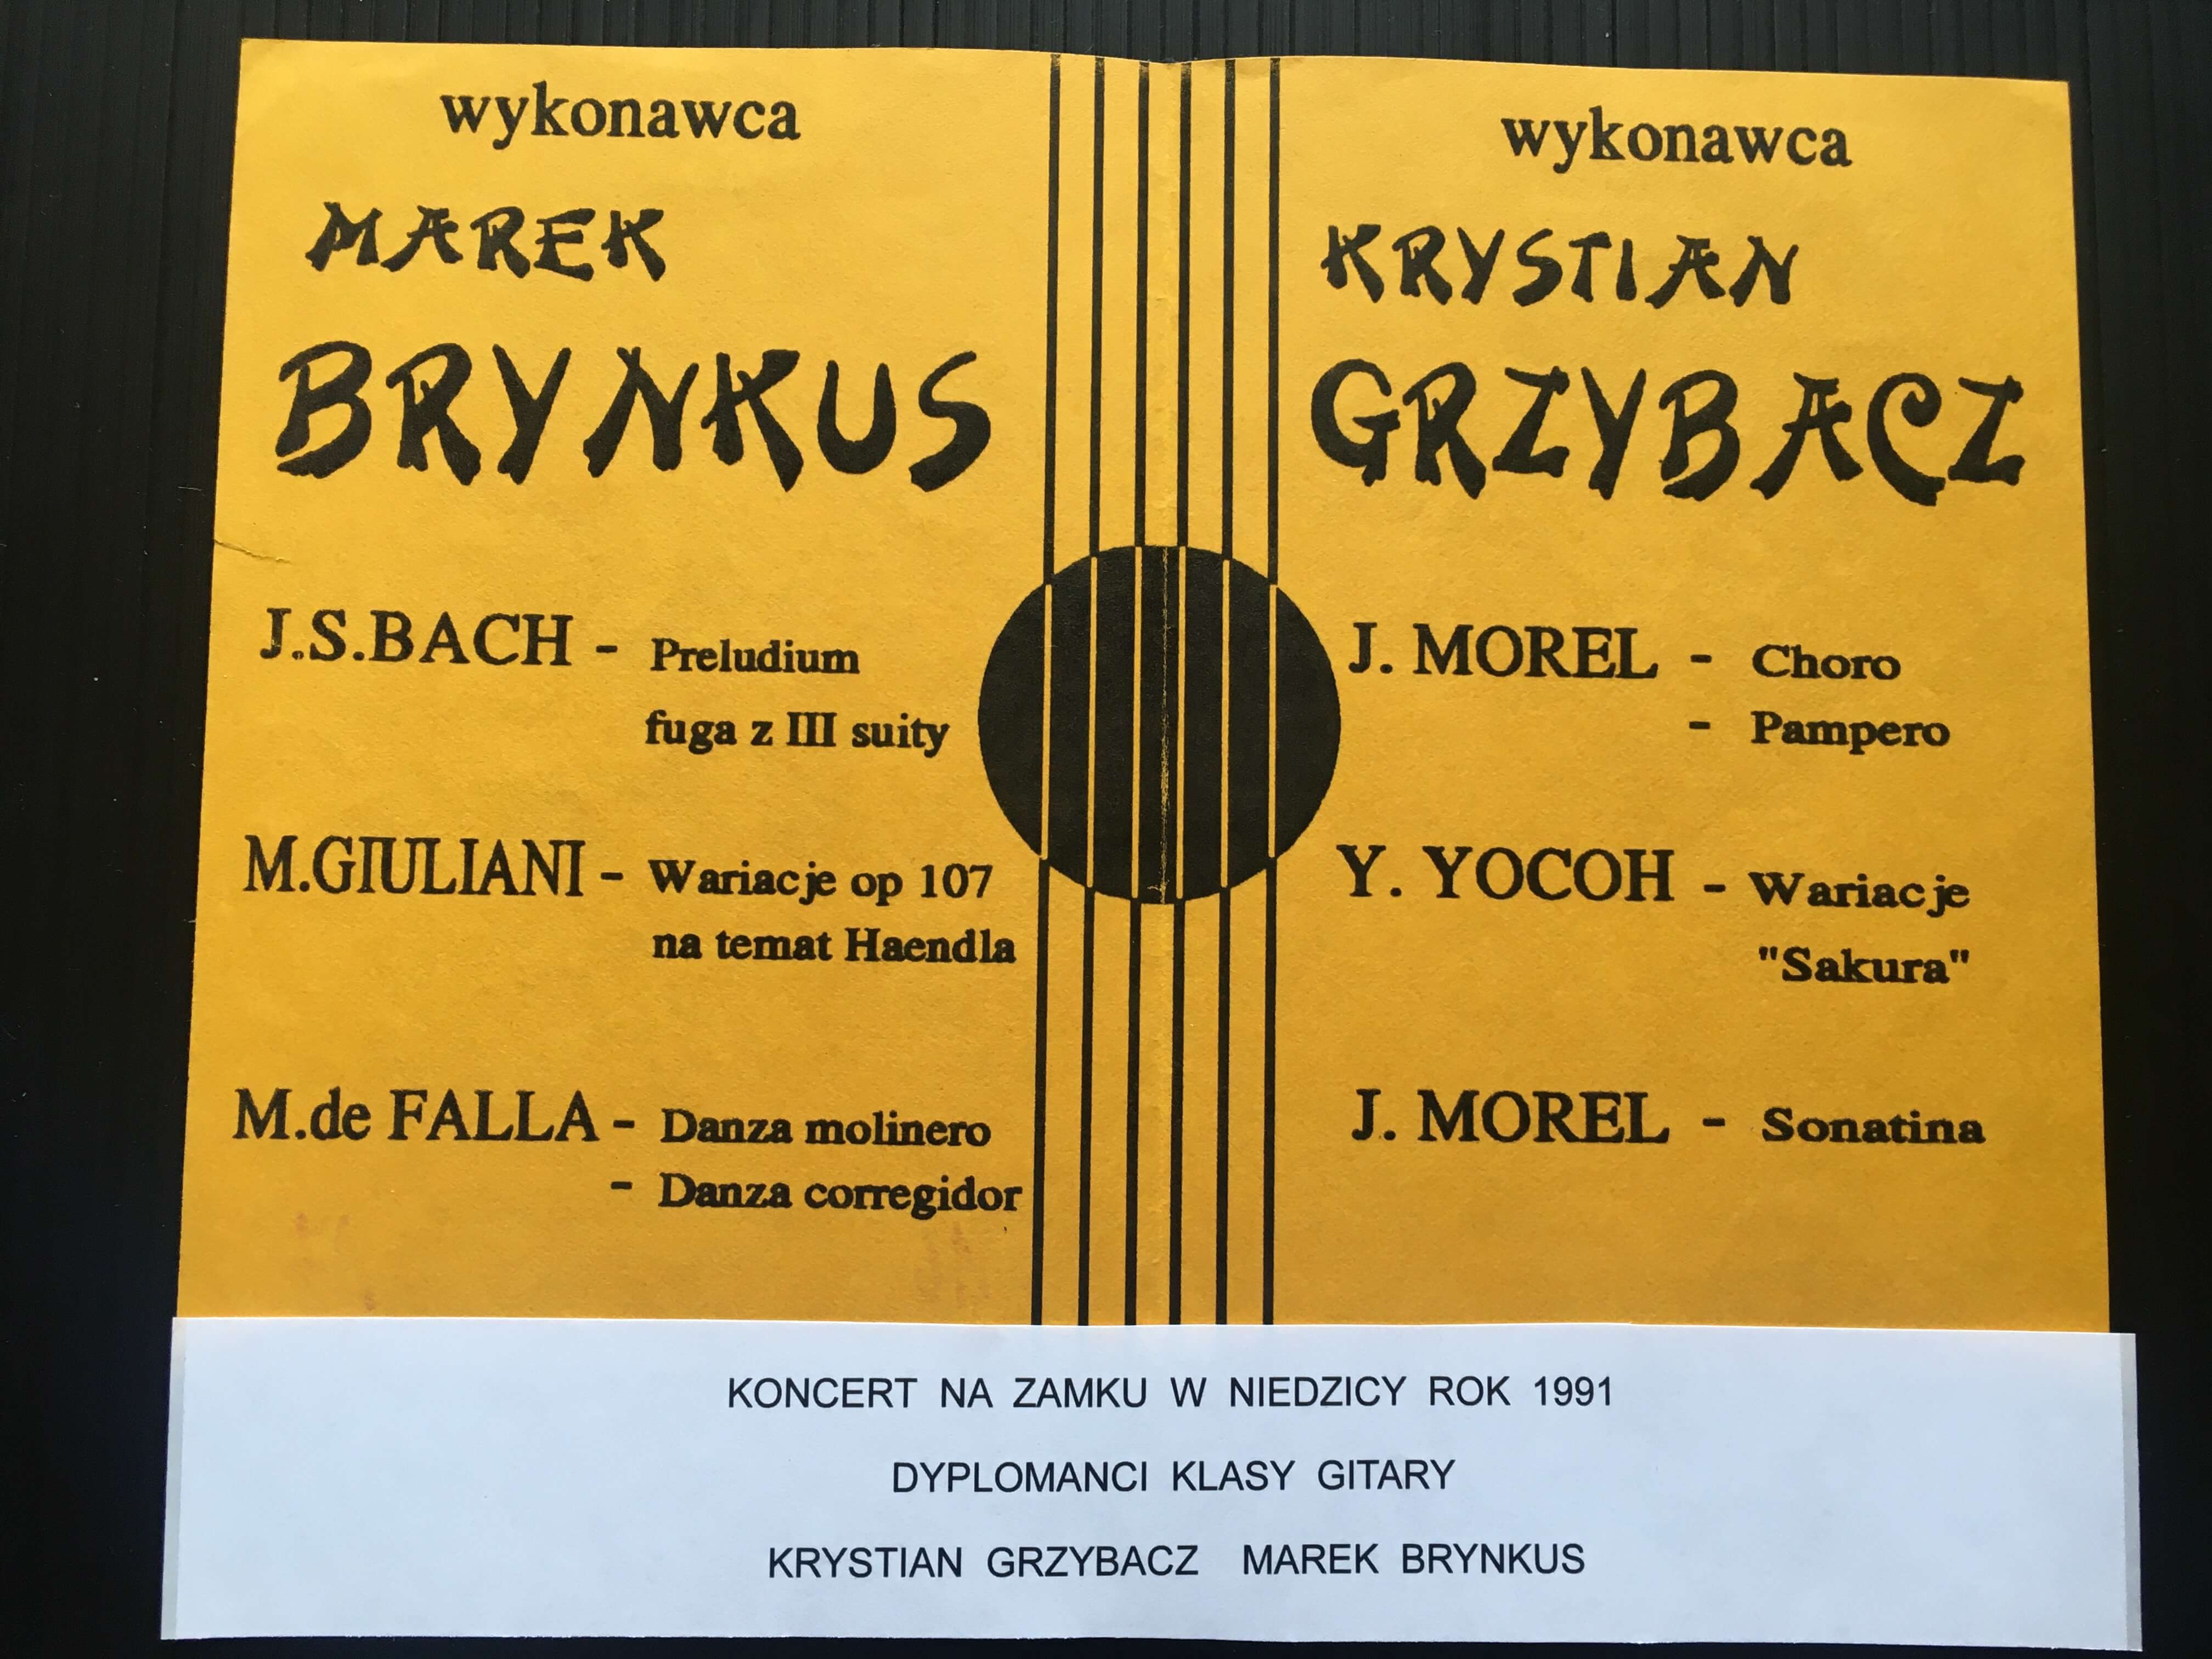 wykonawca
MAREK
BRYNKUS
J.S.BACH - Preludium
fuga z III suity
M.GIULIANI - Wariacje op 107
na temat Haendla
M.de FALLA - Danza molinero
- Danza corregidor
wykonawca
KRYSTIAN
GRZYBACZ
J. MOREL - Choro
- Pampero
Y. YOCOH - Wariacje
"Sakura"
J. MOREL - Sonatina
KONCERT NA ZAMKU W NIEDZICY ROK 1991
DYPLOMANCI KLASY GITARY
KRYSTIAN GRZYBACZ MAREK BRYNKUS